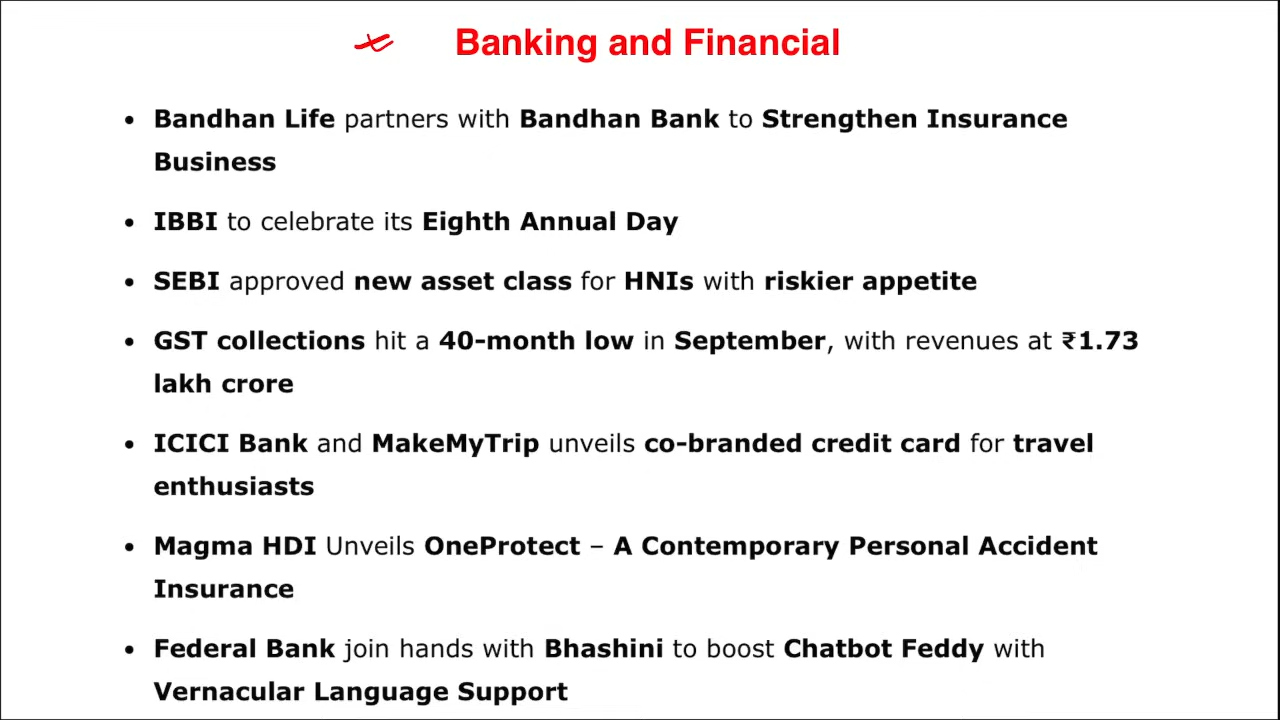 Banking and Financial
• Bandhan Life partners with Bandhan Bank to Strengthen Insurance
Business
• IBBI to celebrate its Eighth Annual Day
• SEBI approved new asset class for HNIs with riskier appetite
• GST collections hit a 40-month low in September, with revenues at ₹1.73
lakh crore
• ICICI Bank and MakeMyTrip unveils co-branded credit card for travel
enthusiasts
• Magma HDI Unveils OneProtect – A Contemporary Personal Accident
Insurance
• Federal Bank join hands with Bhashini to boost Chatbot Feddy with
Vernacular Language Support